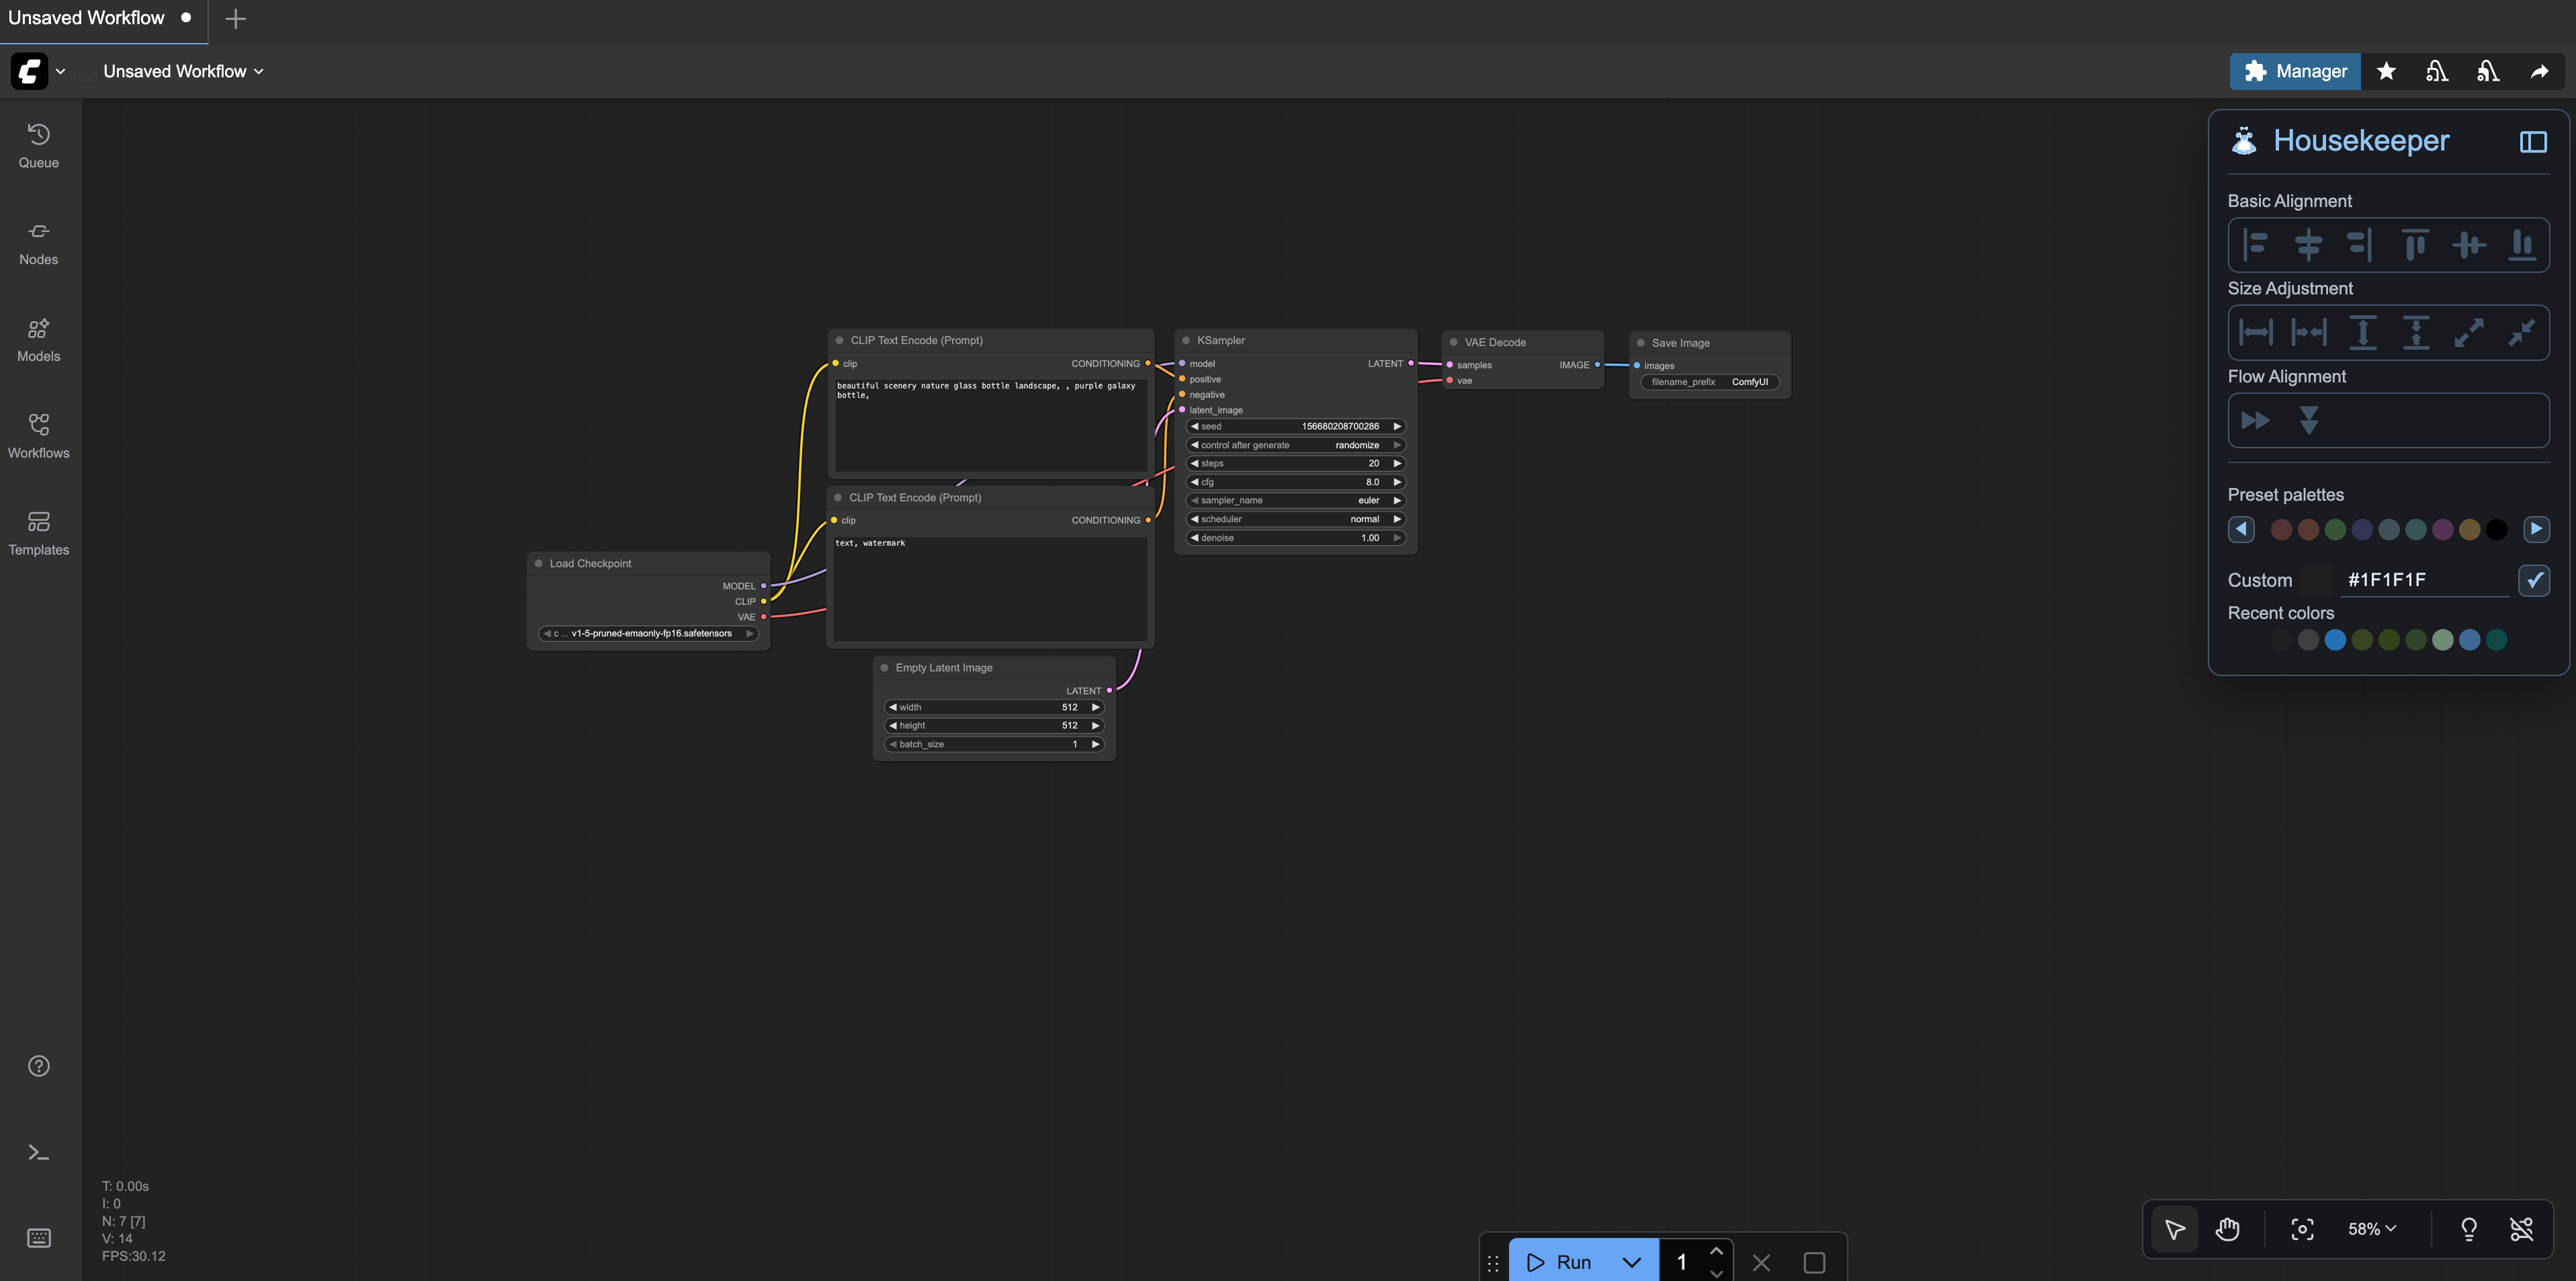 Unsaved Workflow
Unsaved Workflow
Manager
Queue
Nodes
Models
Workflows
Templates
CLIP Text Encode (Prompt)
clip CONDITIONING
beautiful scenery nature glass bottle landscape, , purple galaxy
bottle,
CLIP Text Encode (Prompt)
clip CONDITIONING
text, watermark
Load Checkpoint
MODEL
CLIP
VAE
c ... v1-5-pruned-emaonly-fp16.safetensors
Empty Latent Image
LATENT
width 512
height 512
batch_size 1
KSampler
model LATENT
positive
negative
latent_image
seed 156680208700286
control after generate randomize
steps 20
cfg 8.0
sampler_name euler
scheduler normal
denoise 1.00
VAE Decode
samples IMAGE
vae
Save Image
images
filename_prefix ComfyUI
Housekeeper
Basic Alignment
Size Adjustment
Flow Alignment
Preset palettes
Custom #1F1F1F
Recent colors
T: 0.00s
I: 0
N: 7 [7]
V: 14
FPS:30.12
Run 1
58%